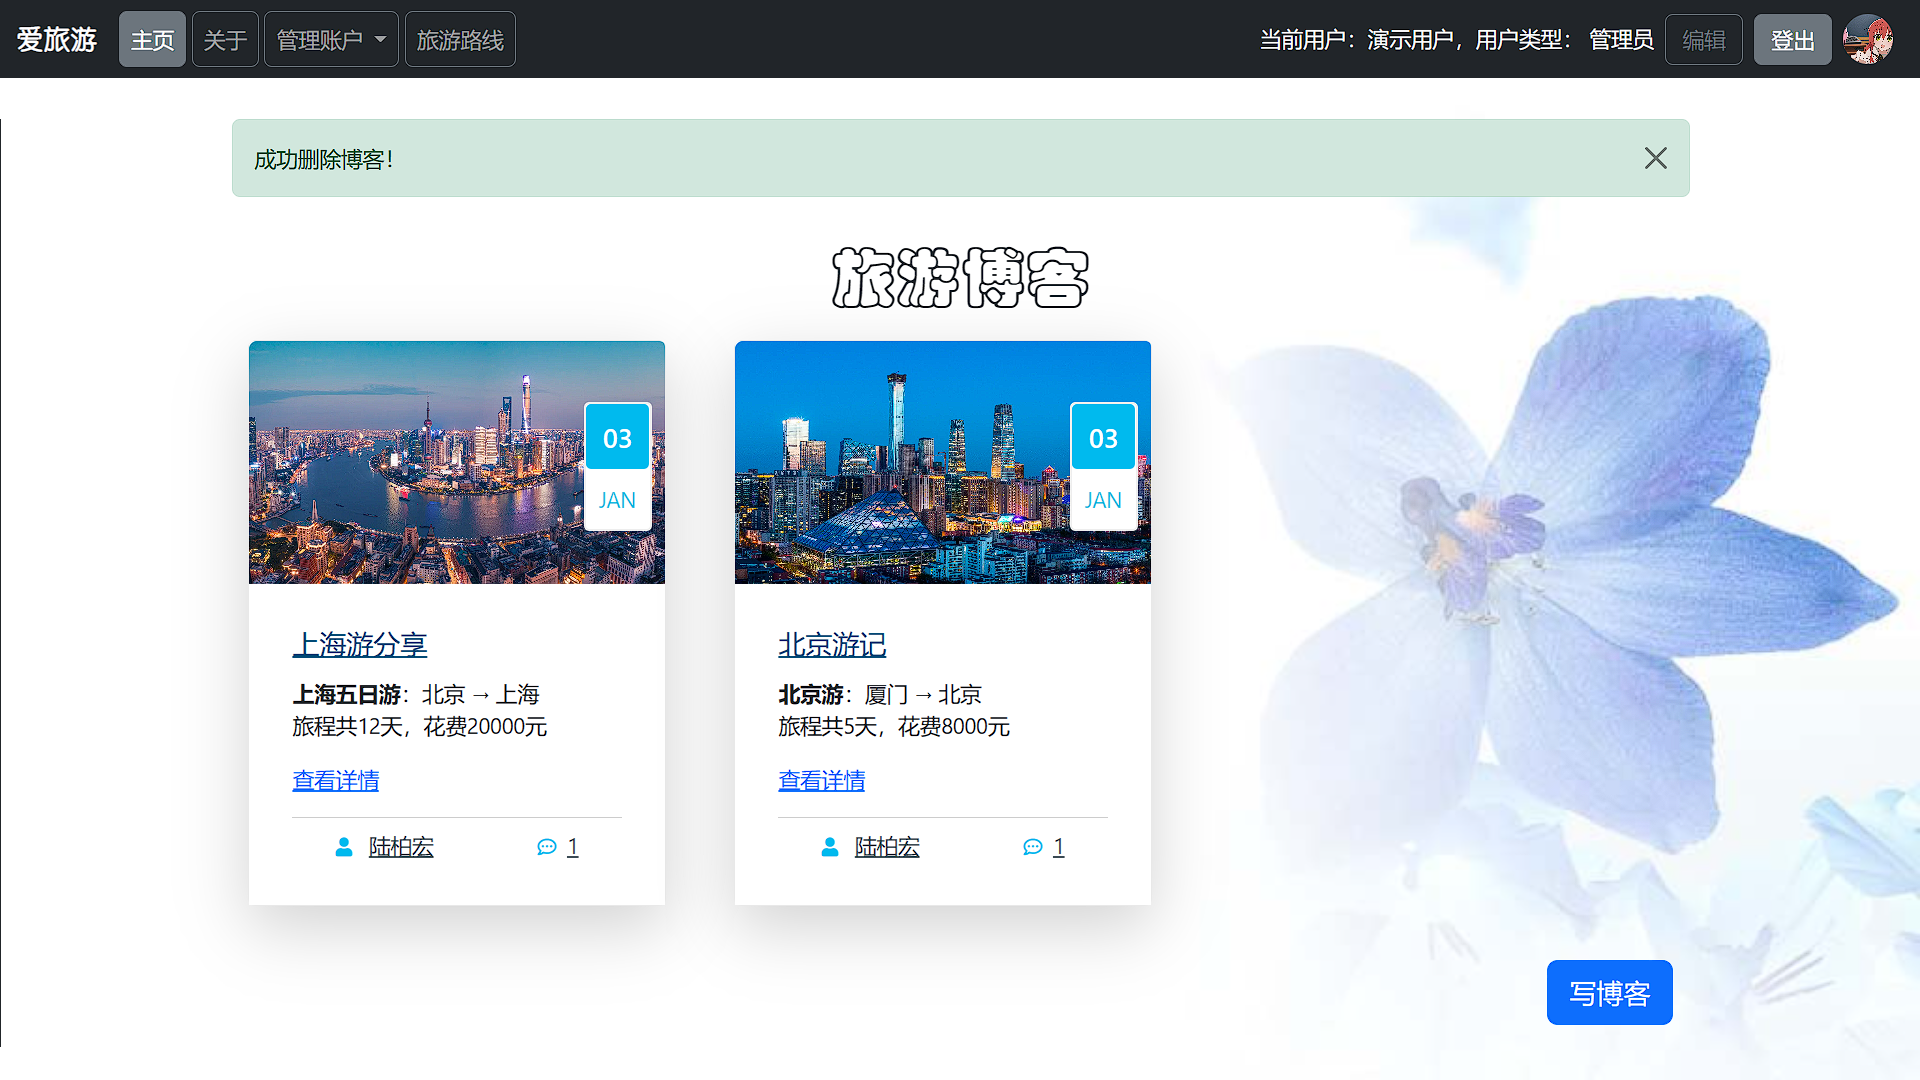 爱旅游 主页 关于 管理账户 旅游路线 当前用户：演示用户，用户类型： 管理员 编辑 登出
成功删除博客！
旅游博客
03
JAN
上海游分享
上海五日游：北京 → 上海
旅程共12天，花费20000元
查看详情
陆柏宏 1
03
JAN
北京游记
北京游：厦门 → 北京
旅程共5天，花费8000元
查看详情
陆柏宏 1
写博客